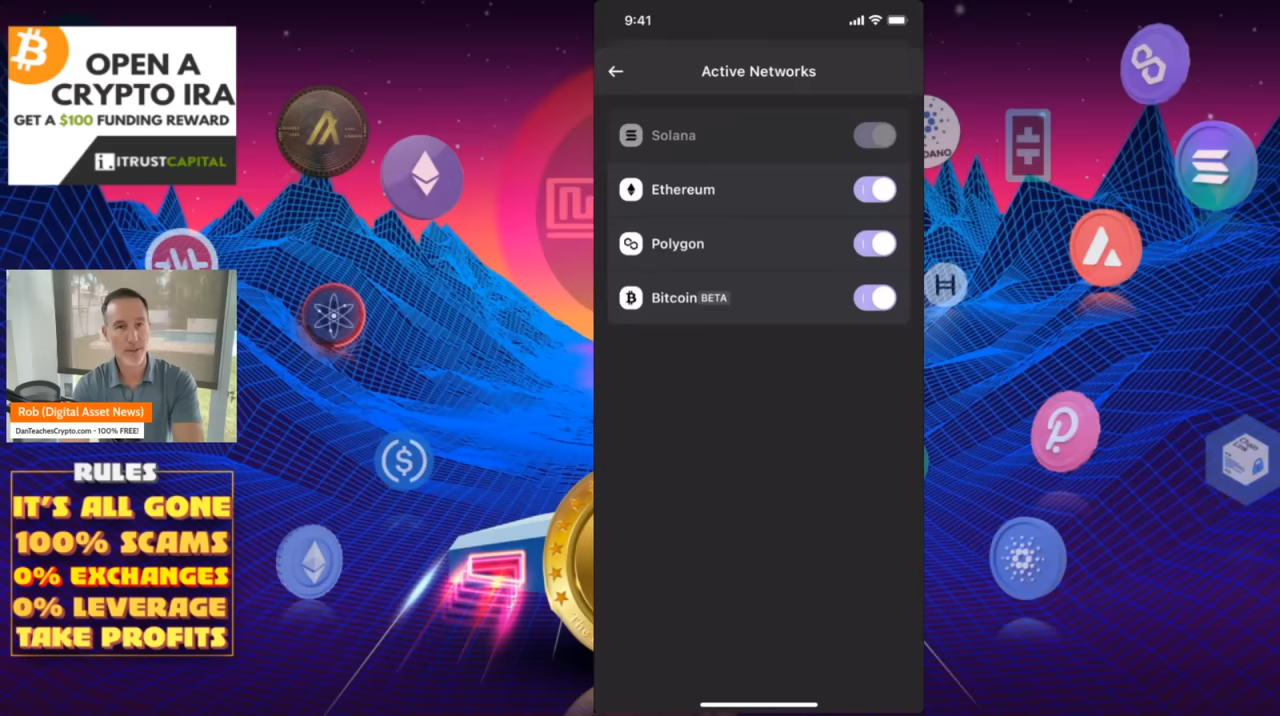 OPEN A
CRYPTO IRA
GET A $100 FUNDING REWARD
i. ITRUSTCAPITAL
Rob (Digital Asset News)
DanTeachesCrypto.com - 100% FREE!
RULES
IT'S ALL GONE
100% SCAMS
0% EXCHANGES
0% LEVERAGE
TAKE PROFITS
9:41
Active Networks
Solana
Ethereum
Polygon
Bitcoin BETA
DANO